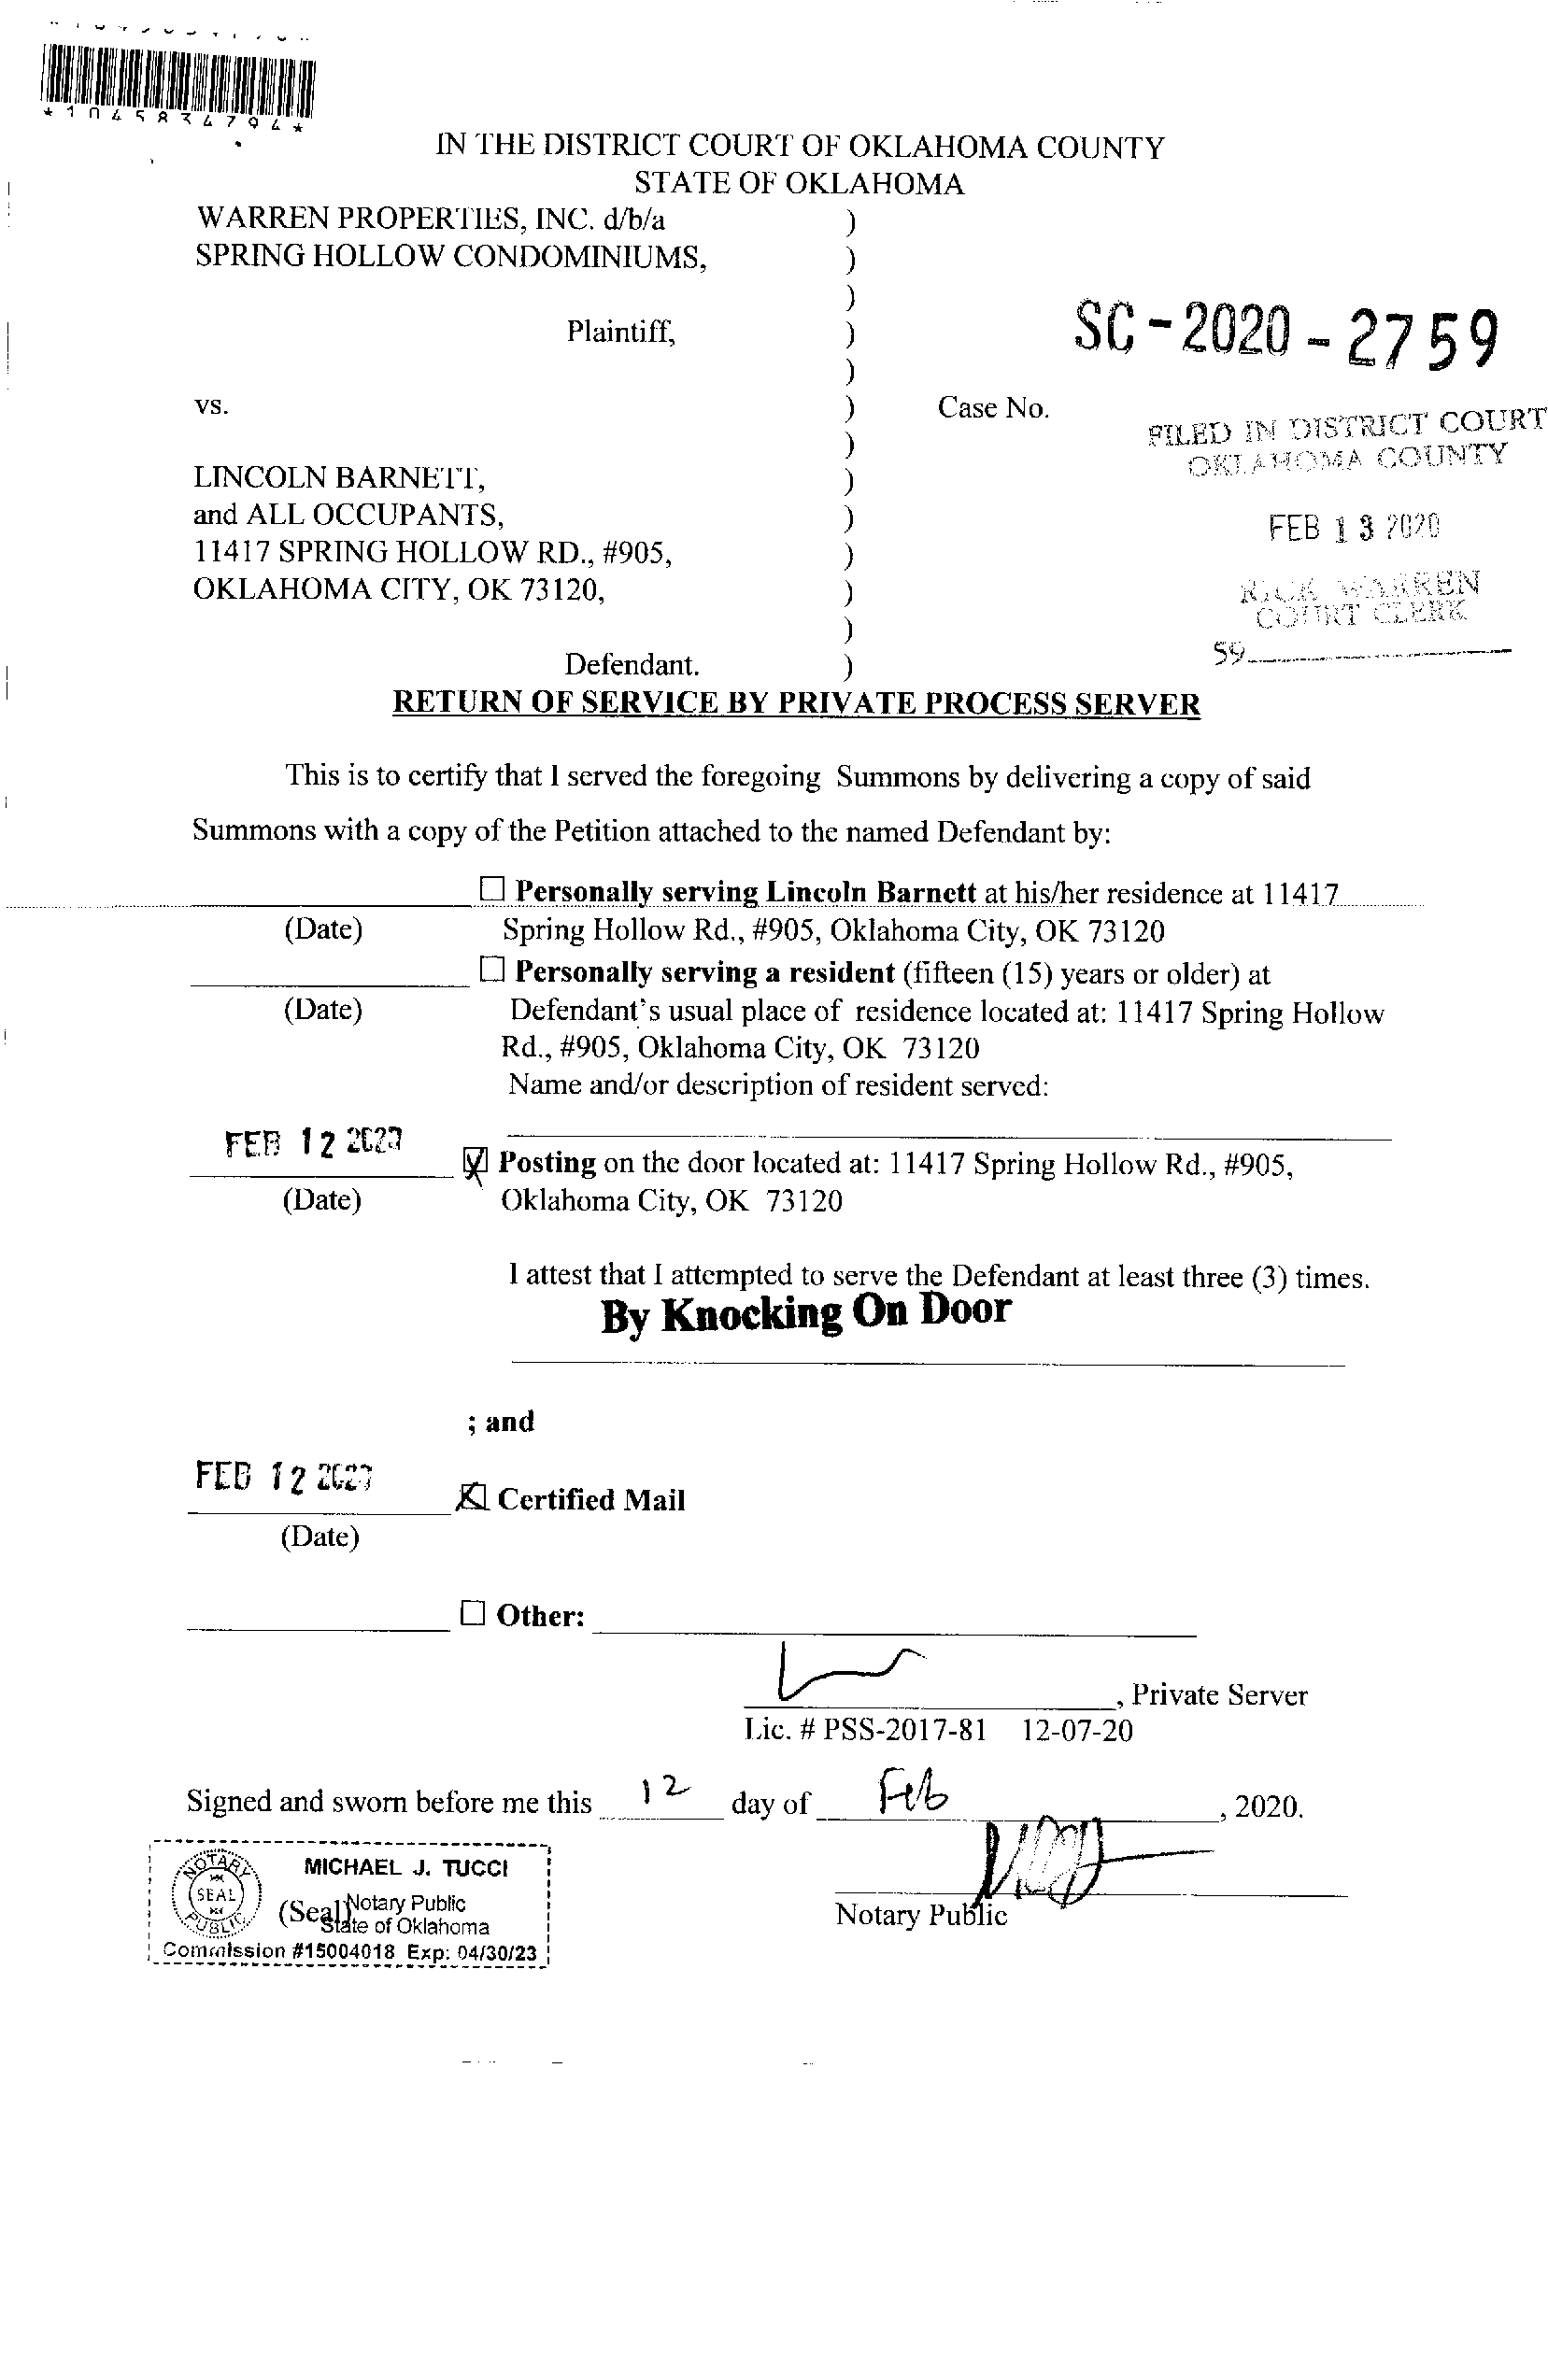 *1045834794*
IN THE DISTRICT COURT OF OKLAHOMA COUNTY
STATE OF OKLAHOMA
WARREN PROPERTIES, INC. d/b/a )
SPRING HOLLOW CONDOMINIUMS, )
)
Plaintiff, )
SC-2020-2759
)
vs. ) Case No.
FILED IN DISTRICT COURT
)
OKLAHOMA COUNTY
LINCOLN BARNETT, )
and ALL OCCUPANTS, )
FEB 13 2020
11417 SPRING HOLLOW RD., #905, )
OKLAHOMA CITY, OK 73120, )
RICK WARREN
COURT CLERK
)
59
Defendant. )
RETURN OF SERVICE BY PRIVATE PROCESS SERVER
This is to certify that I served the foregoing Summons by delivering a copy of said
Summons with a copy of the Petition attached to the named Defendant by:
☐ Personally serving Lincoln Barnett at his/her residence at 11417
(Date) Spring Hollow Rd., #905, Oklahoma City, OK 73120
☐ Personally serving a resident (fifteen (15) years or older) at
(Date) Defendant's usual place of residence located at: 11417 Spring Hollow
Rd., #905, Oklahoma City, OK 73120
Name and/or description of resident served:
FEB 12 2020
☒ Posting on the door located at: 11417 Spring Hollow Rd., #905,
(Date) Oklahoma City, OK 73120
I attest that I attempted to serve the Defendant at least three (3) times.
By Knocking On Door
; and
FEB 12 2020
☒ Certified Mail
(Date)
☐ Other:
, Private Server
Lic. # PSS-2017-81 12-07-20
Signed and sworn before me this 12 day of Feb, 2020.
NOTARY
SEAL
PUBLIC
MICHAEL J. TUCCI
(Seal) Notary Public
State of Oklahoma
Commission #15004018 Exp: 04/30/23
Notary Public